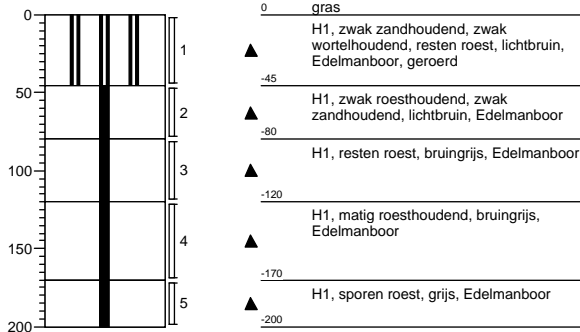 0
50
100
150
200
1
2
3
4
5
0
gras
H1, zwak zandhoudend, zwak
wortelhoudend, resten roest, lichtbruin,
Edelmanboor, geroerd
-45
H1, zwak roesthoudend, zwak
zandhoudend, lichtbruin, Edelmanboor
-80
H1, resten roest, bruingrijs, Edelmanboor
-120
H1, matig roesthoudend, bruingrijs,
Edelmanboor
-170
H1, sporen roest, grijs, Edelmanboor
-200